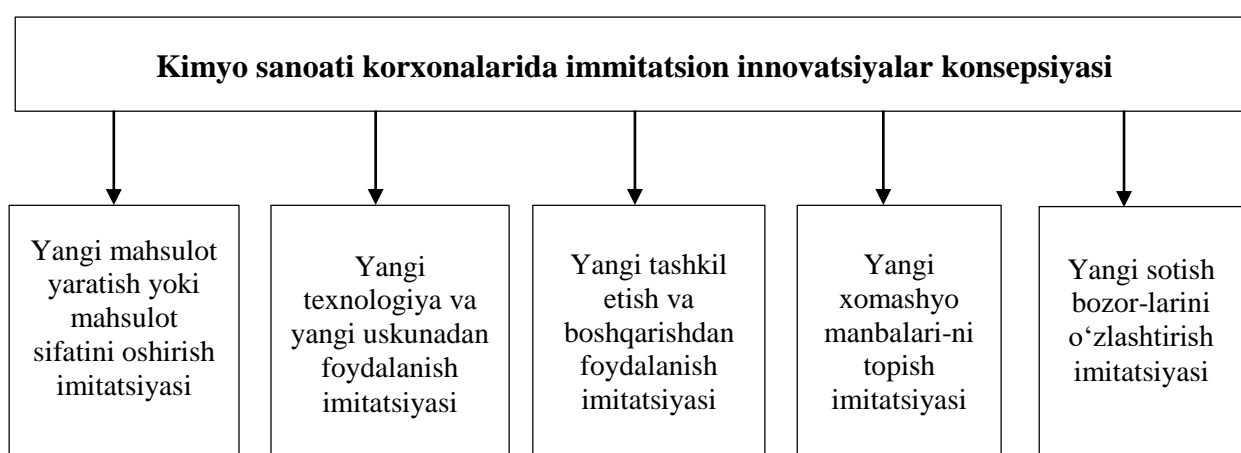 Kimyo sanoati korxonalarida immitatsion innovatsiyalar konsepsiyasi
Yangi mahsulot
yaratish yoki
mahsulot
sifatini oshirish
imitatsiyasi
Yangi
texnologiya va
yangi uskunadan
foydalanish
imitatsiyasi
Yangi tashkil
etish va
boshqarishdan
foydalanish
imitatsiyasi
Yangi
xomashyo
manbalari-ni
topish
imitatsiyasi
Yangi sotish
bozor-larini
o‘zlashtirish
imitatsiyasi